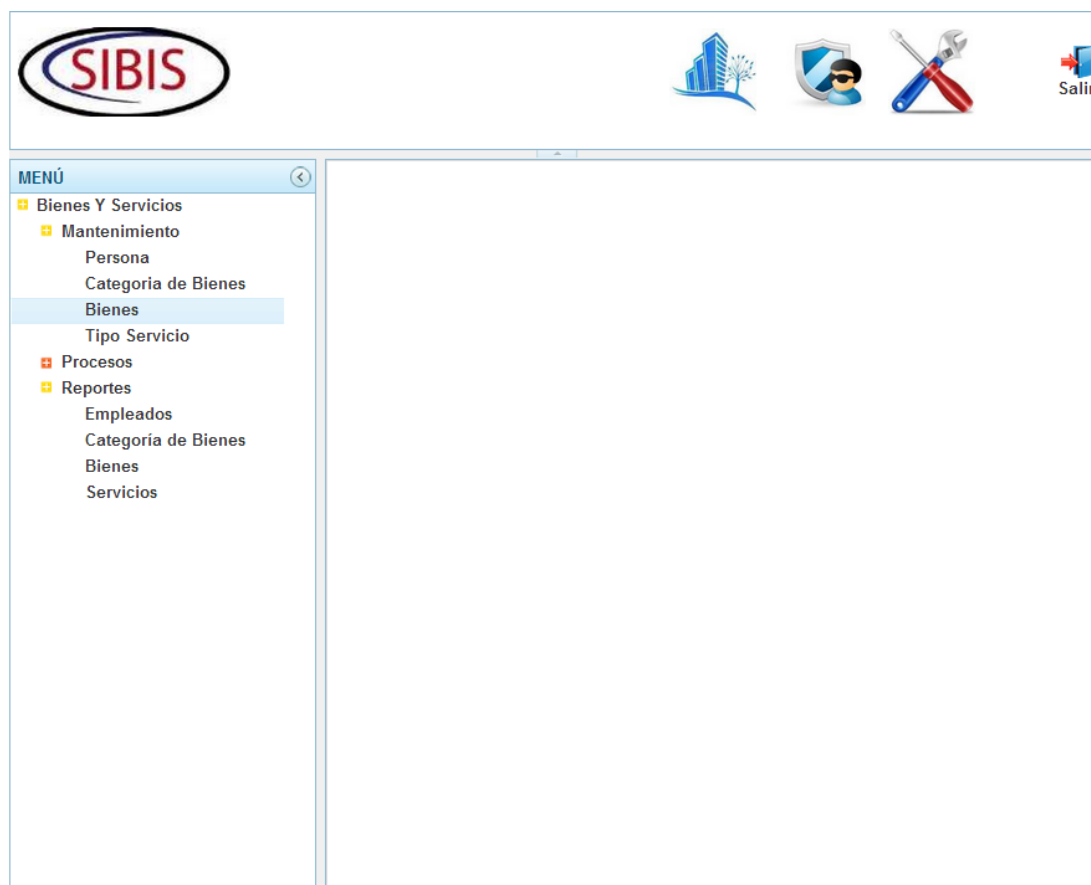 SIBIS
MENÚ
Bienes Y Servicios
Mantenimiento
Persona
Categoria de Bienes
Bienes
Tipo Servicio
Procesos
Reportes
Empleados
Categoría de Bienes
Bienes
Servicios